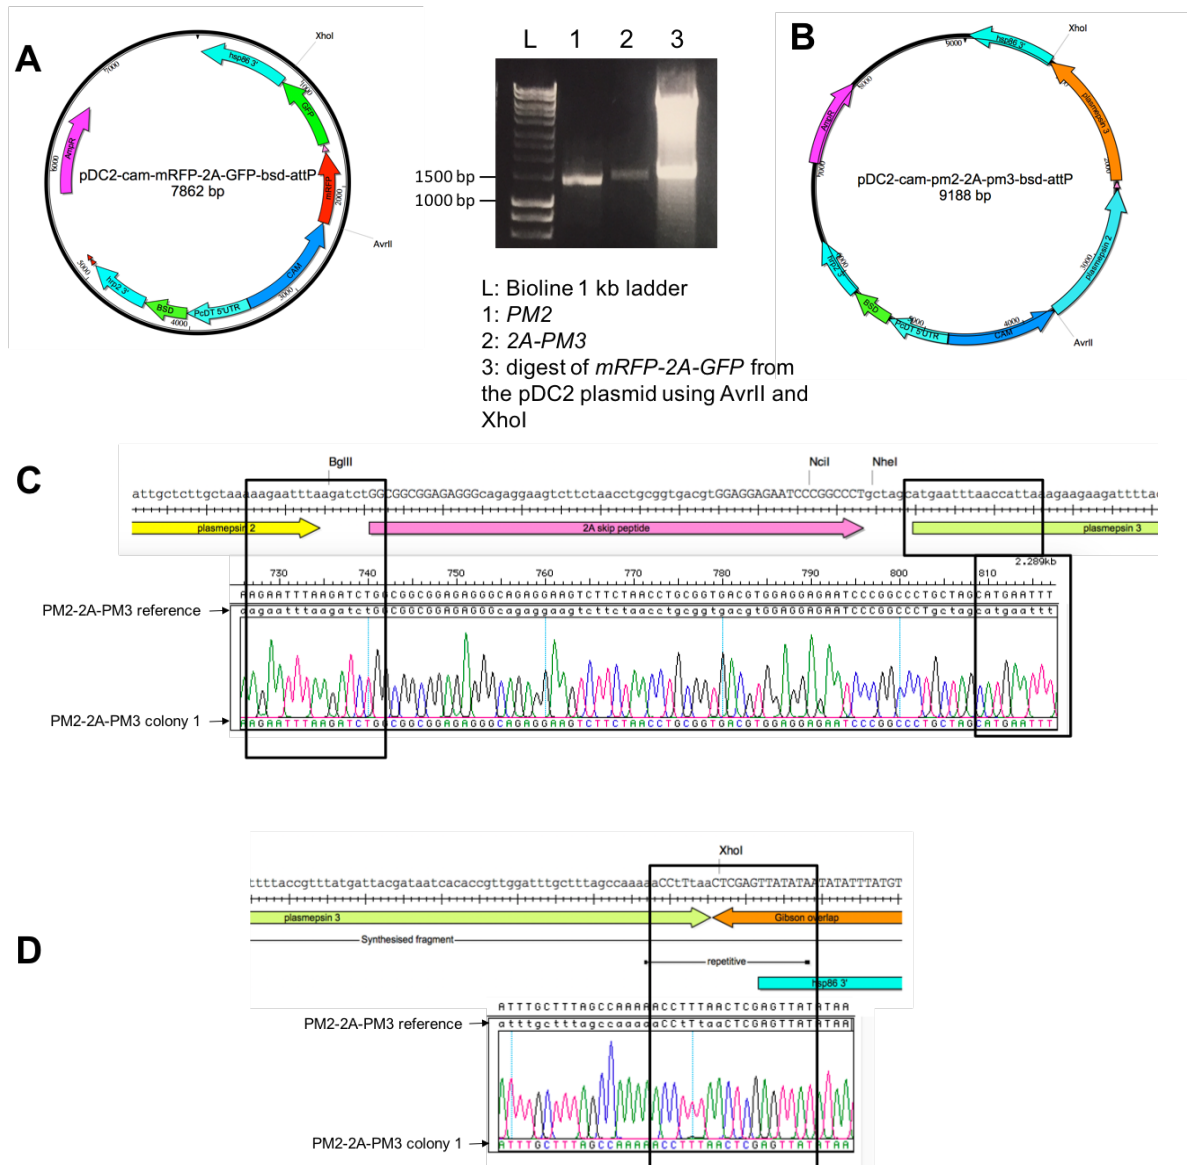 A
XhoI
hsp86 3'
1000
GFP
7000
AmpR
6000
pDC2-cam-mRFP-2A-GFP-bsd-attP
7862 bp
mRFP
2000
AvrII
CAM
3000
PcDT 5'UTR
4000
BSD
hrp2 3'
5000
L 1 2 3
1500 bp
1000 bp
L: Bioline 1 kb ladder
1: PM2
2: 2A-PM3
3: digest of mRFP-2A-GFP from
the pDC2 plasmid using AvrII and
XhoI
B
9000
hsp86 3'
XhoI
8000
plasmepsin 3
AmpR
2000
pDC2-cam-pm2-2A-pm3-bsd-attP
9188 bp
7000
plasmepsin 2
3000
hrp2 3'
BSD
PcDT 5'UTR
CAM
4000
AvrII
C
BglII NciI NheI
attgctcttgctaaaaagaatttaagatctGGCGGCGGAGAGGGcagaggaagtcttctaacctgcggtgacgtGGAGGAGAATCCCGGCCCTgctagcatgaatttaaccattaaagaagaagatttta
plasmepsin 2 2A skip peptide plasmepsin 3
2.289kb
730 740 750 760 770 780 790 800 810
AAGAATTTAAGATCTGGCGGCGGAGAGGGCAGAGGAAGTCTTCTAACCTGCGGTGACGTGGAGGAGAATCCCGGCCCTGCTAGCATGAATTT
PM2-2A-PM3 reference aagaatttaagatctGGCGGCGGAGAGGGcagaggaagtcttctaacctgcggtgacgtGGAGGAGAATCCCGGCCCTgctagcatgaattt
PM2-2A-PM3 colony 1 AAGAATTTAAGATCTGGCGGCGGAGAGGGCAGAGGAAGTCTTCTAACCTGCGGTGACGTGGAGGAGAATCCCGGCCCTGCTAGCATGAATTT
D
XhoI
ttttaccgtttatgattacgataatcacaccgttggatttgctttagccaaaaaCCtTtaaCTCGAGTTATATAATATATTTATGT
plasmepsin 3 Gibson overlap
Synthesised fragment
repetitive
hsp86 3'
ATTTGCTTTAGCCAAAAACCTTTAACTCGAGTTATATAA
PM2-2A-PM3 reference atttgctttagccaaaaaCCtTtaaCTCGAGTTATATAA
PM2-2A-PM3 colony 1 ATTTGCTTTAGCCAAAAACCTTTAACTCGAGTTATATAA